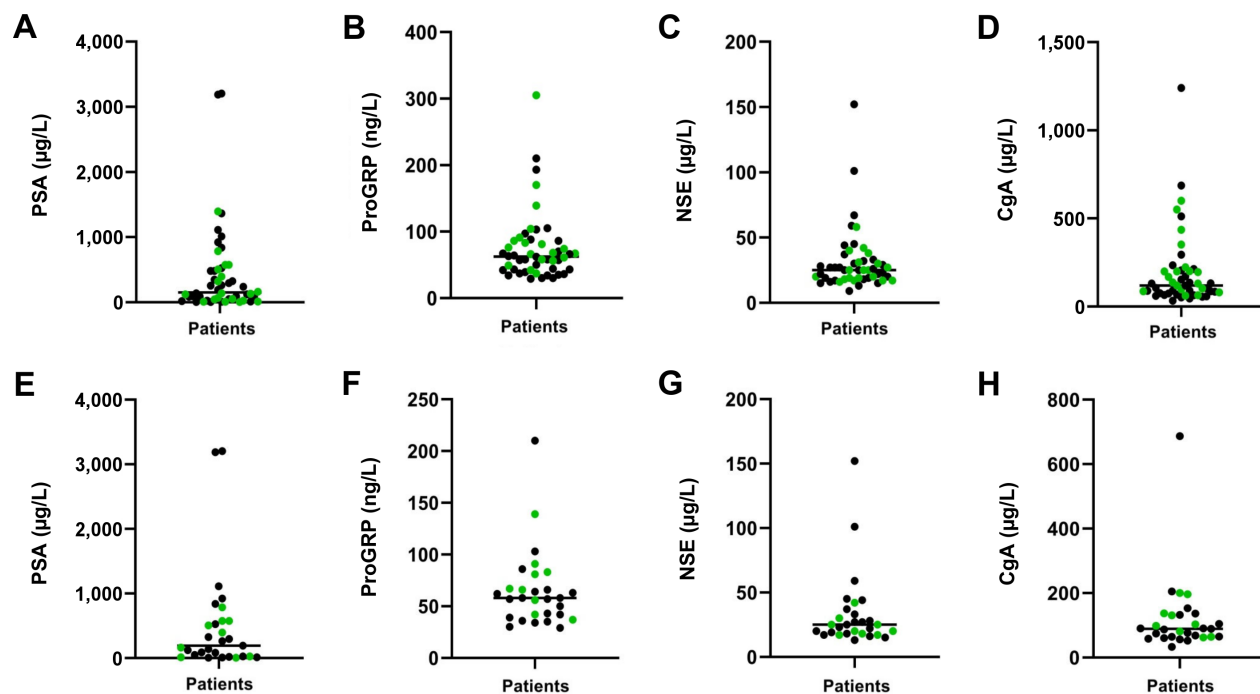 A
B
C
D
PSA (µg/L)
4,000
3,000
2,000
1,000
0
Patients
ProGRP (ng/L)
400
300
200
100
0
Patients
NSE (µg/L)
200
150
100
50
0
Patients
CgA (µg/L)
1,500
1,000
500
0
Patients
E
F
G
H
PSA (µg/L)
4,000
3,000
2,000
1,000
0
Patients
ProGRP (ng/L)
250
200
150
100
50
0
Patients
NSE (µg/L)
200
150
100
50
0
Patients
CgA (µg/L)
800
600
400
200
0
Patients